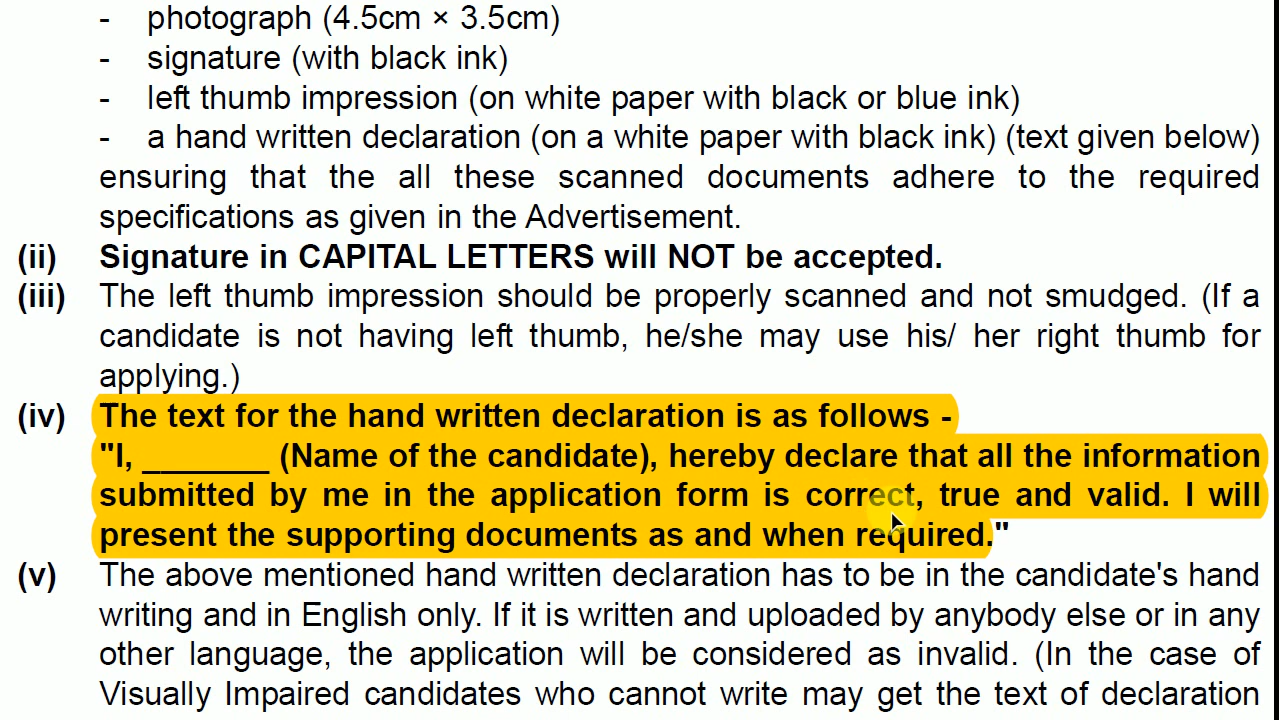 - photograph (4.5cm × 3.5cm)
- signature (with black ink)
- left thumb impression (on white paper with black or blue ink)
- a hand written declaration (on a white paper with black ink) (text given below)
ensuring that the all these scanned documents adhere to the required
specifications as given in the Advertisement.
(ii) Signature in CAPITAL LETTERS will NOT be accepted.
(iii) The left thumb impression should be properly scanned and not smudged. (If a
candidate is not having left thumb, he/she may use his/ her right thumb for
applying.)
(iv) The text for the hand written declaration is as follows -
"I, _______ (Name of the candidate), hereby declare that all the information
submitted by me in the application form is correct, true and valid. I will
present the supporting documents as and when required."
(v) The above mentioned hand written declaration has to be in the candidate's hand
writing and in English only. If it is written and uploaded by anybody else or in any
other language, the application will be considered as invalid. (In the case of
Visually Impaired candidates who cannot write may get the text of declaration